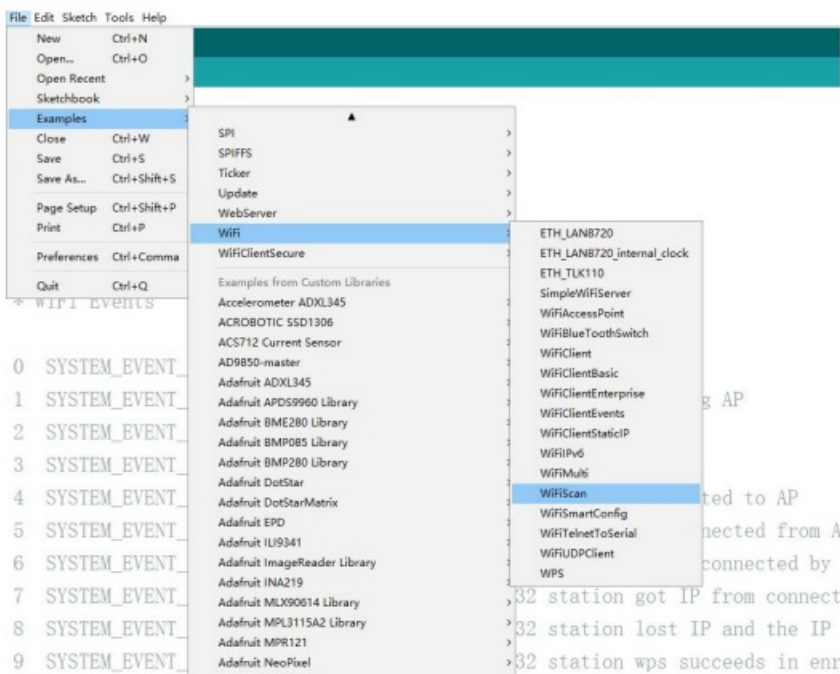 File Edit Sketch Tools Help
New Ctrl+N
Open... Ctrl+O
Open Recent
Sketchbook
Examples
Close Ctrl+W
Save Ctrl+S
Save As... Ctrl+Shift+S
Page Setup Ctrl+Shift+P
Print Ctrl+P
Preferences Ctrl+Comma
Quit Ctrl+Q
SPI
SPIFFS
Ticker
Update
WebServer
WiFi
WiFiClientSecure
Examples from Custom Libraries
Accelerometer ADXL345
ACROBOTIC SSD1306
ACS712 Current Sensor
AD9850-master
Adafruit ADXL345
Adafruit APDS9960 Library
Adafruit BME280 Library
Adafruit BMP085 Library
Adafruit BMP280 Library
Adafruit DotStar
Adafruit DotStarMatrix
Adafruit EPD
Adafruit ILI9341
Adafruit ImageReader Library
Adafruit INA219
Adafruit MLX90614 Library
Adafruit MPL3115A2 Library
Adafruit MPR121
Adafruit NeoPixel
ETH_LAN8720
ETH_LAN8720_internal_clock
ETH_TLK110
SimpleWiFiServer
WiFiAccessPoint
WiFiBlueToothSwitch
WiFiClient
WiFiClientBasic
WiFiClientEnterprise
WiFiClientEvents
WiFiClientStaticIP
WiFiIPv6
WiFiMulti
WiFiScan
WiFiSmartConfig
WiFiTelnetToSerial
WiFiUDPClient
WPS
* WiFi Events
0 SYSTEM_EVENT_
1 SYSTEM_EVENT_ g AP
2 SYSTEM_EVENT_
3 SYSTEM_EVENT_
4 SYSTEM_EVENT_ ted to AP
5 SYSTEM_EVENT_ nected from A
6 SYSTEM_EVENT_ connected by
7 SYSTEM_EVENT_ 32 station got IP from connect
8 SYSTEM_EVENT_ 32 station lost IP and the IP
9 SYSTEM_EVENT_ 32 station wps succeeds in enr